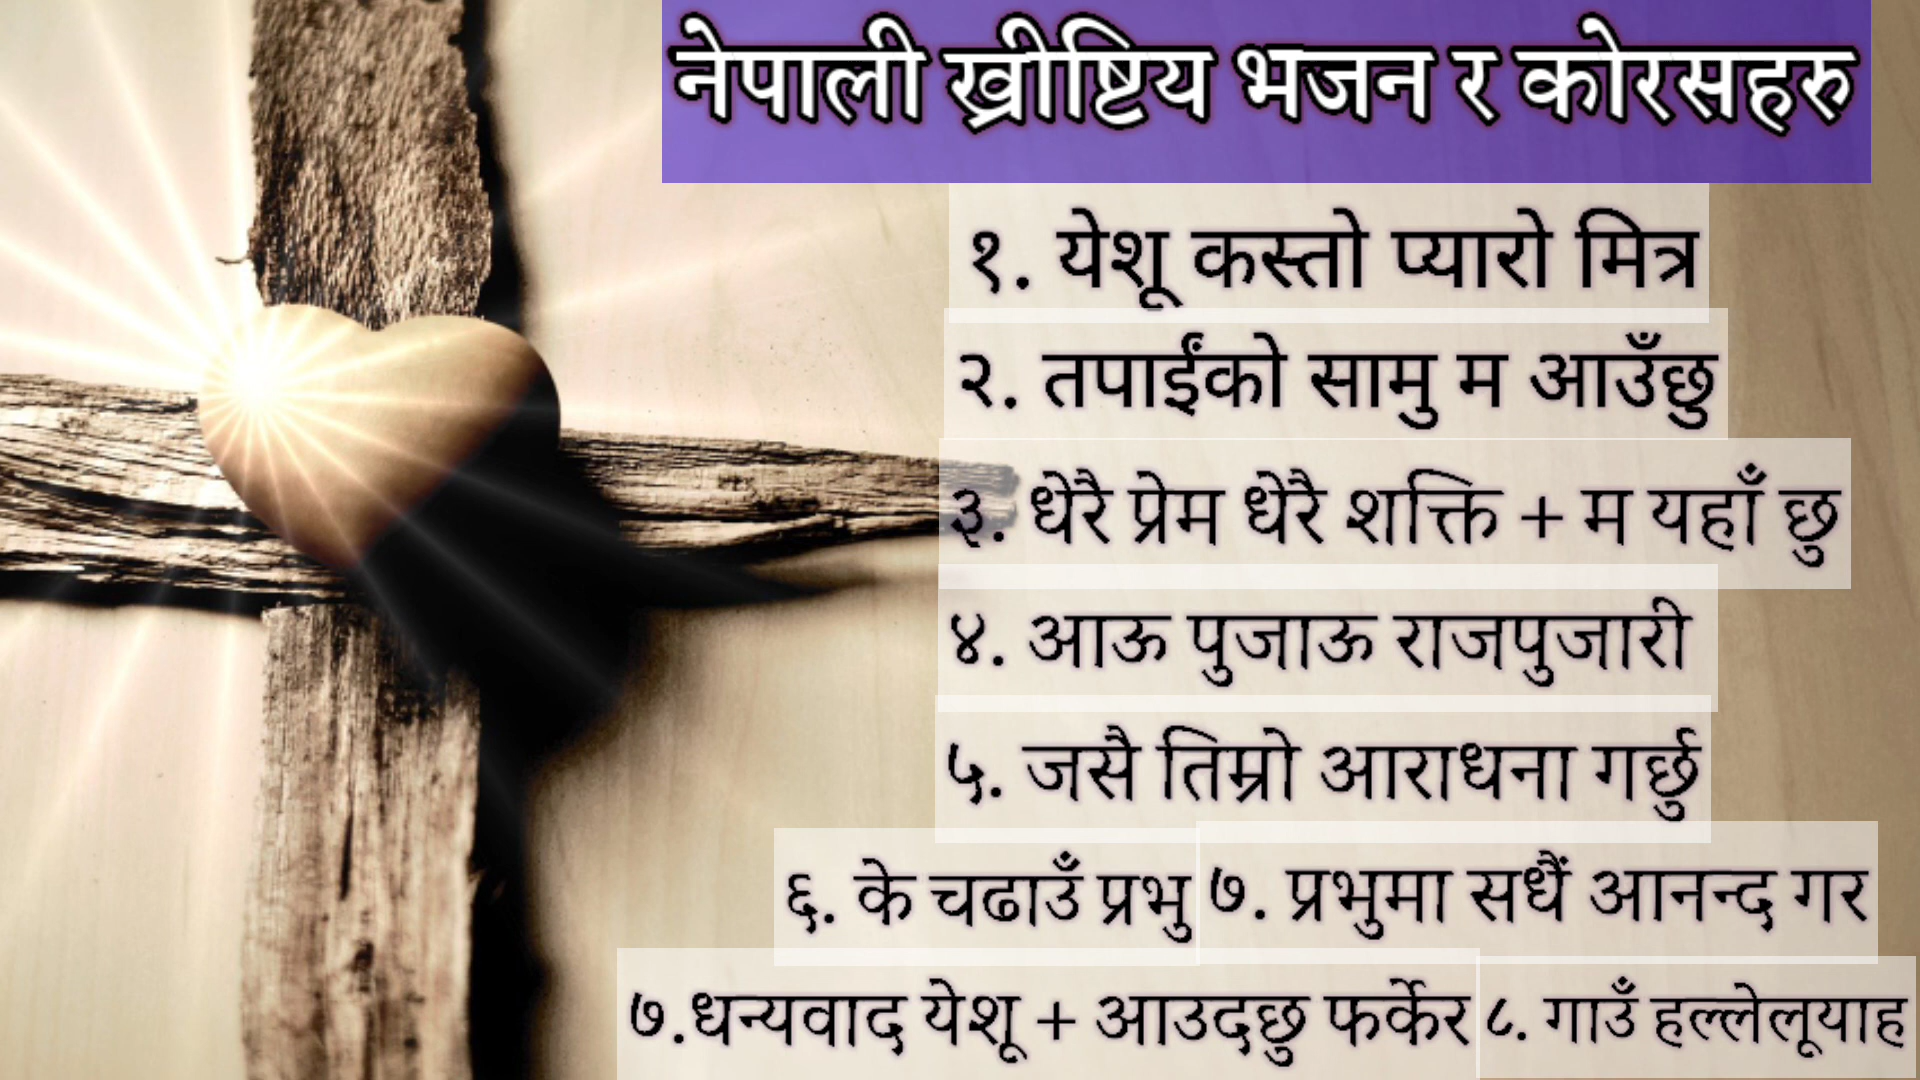 नेपाली ख्रीष्टिय भजन र कोरसहरु
१. येशू कस्तो प्यारो मित्र
२. तपाईंको सामु म आउँछु
३. धेरै प्रेम धेरै शक्ति + म यहाँ छु
४. आऊ पुजाऊ राजपुजारी
५. जसै तिम्रो आराधना गर्छु
६. के चढाउँ प्रभु ७. प्रभुमा सधैं आनन्द गर
७.धन्यवाद येशू + आउदछु फर्केर ८. गाउँ हल्लेलूयाह